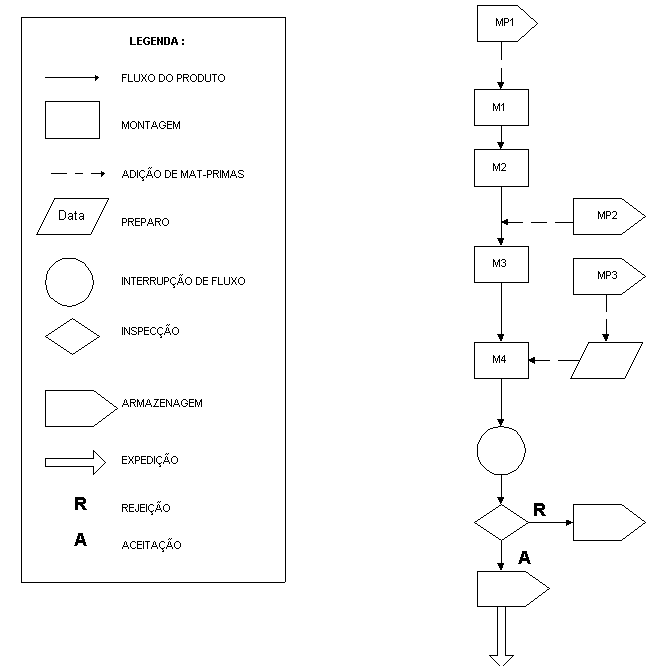 LEGENDA :
FLUXO DO PRODUTO
MONTAGEM
ADIÇÃO DE MAT-PRIMAS
Data
PREPARO
INTERRUPÇÃO DE FLUXO
INSPECÇÃO
ARMAZENAGEM
EXPEDIÇÃO
R
REJEIÇÃO
A
ACEITAÇÃO
MP1
M1
M2
MP2
M3
MP3
M4
R
A